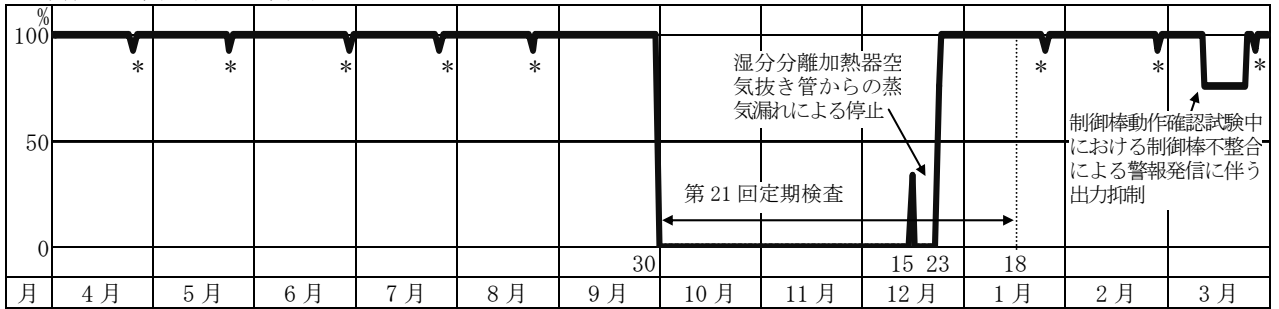 %
100
50
0
＊ ＊ ＊ ＊ ＊ ＊ ＊ ＊
湿分分離加熱器空
気抜き管からの蒸
気漏れによる停止
制御棒動作確認試験中
における制御棒不整合
による警報発信に伴う
出力抑制
第 21 回定期検査
30 15 23 18
月 4 月 5 月 6 月 7 月 8 月 9 月 10 月 11 月 12 月 1 月 2 月 3 月